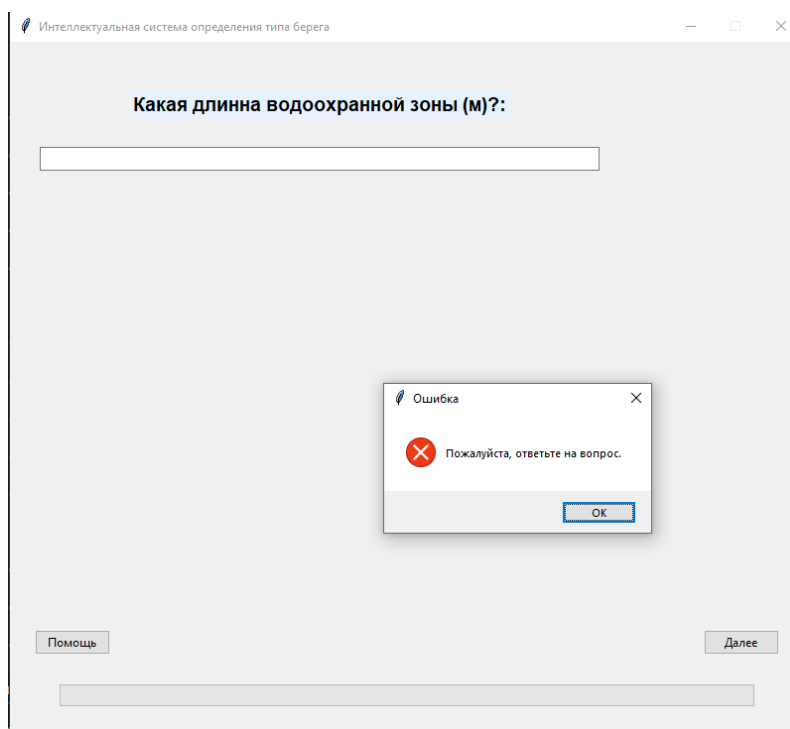 Интеллектуальная система определения типа берега
Какая длинна водоохранной зоны (м)?:
Ошибка
Пожалуйста, ответьте на вопрос.
OK
Помощь
Далее